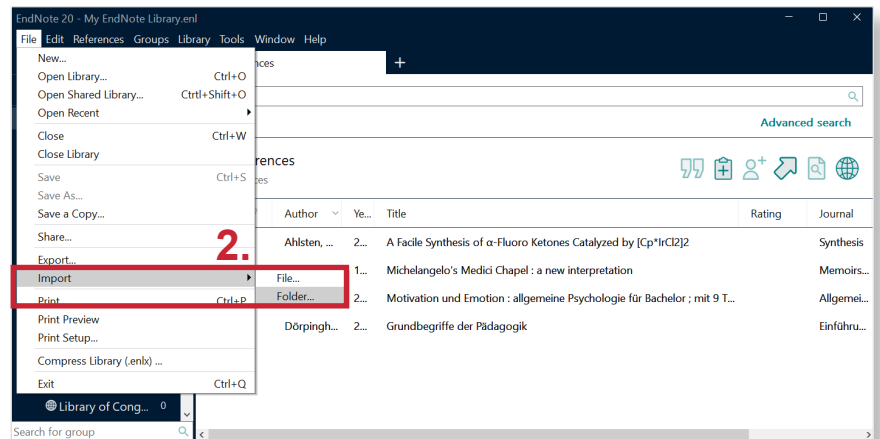 EndNote 20 - My EndNote Library.enl
File Edit References Groups Library Tools Window Help
New...
Open Library... Ctrl+O
Open Shared Library... Ctrtl+Shift+O
Open Recent
Close Ctrl+W
Close Library
Save Ctrl+S
Save As...
Save a Copy...
Share...
Export...
2.
Import
File...
Folder...
Print... Ctrl+P
Print Preview
Print Setup...
Compress Library (.enlx) ...
Exit Ctrl+Q
Library of Cong... 0
Search for group
nces
+
Advanced search
rences
ces
Author Ye... Title Rating Journal
Ahlsten, ... 2... A Facile Synthesis of α-Fluoro Ketones Catalyzed by [Cp*IrCl2]2 Synthesis
1... Michelangelo's Medici Chapel : a new interpretation Memoirs...
2... Motivation und Emotion : allgemeine Psychologie für Bachelor ; mit 9 T... Allgemei...
Dörpingh... 2... Grundbegriffe der Pädagogik Einführu...